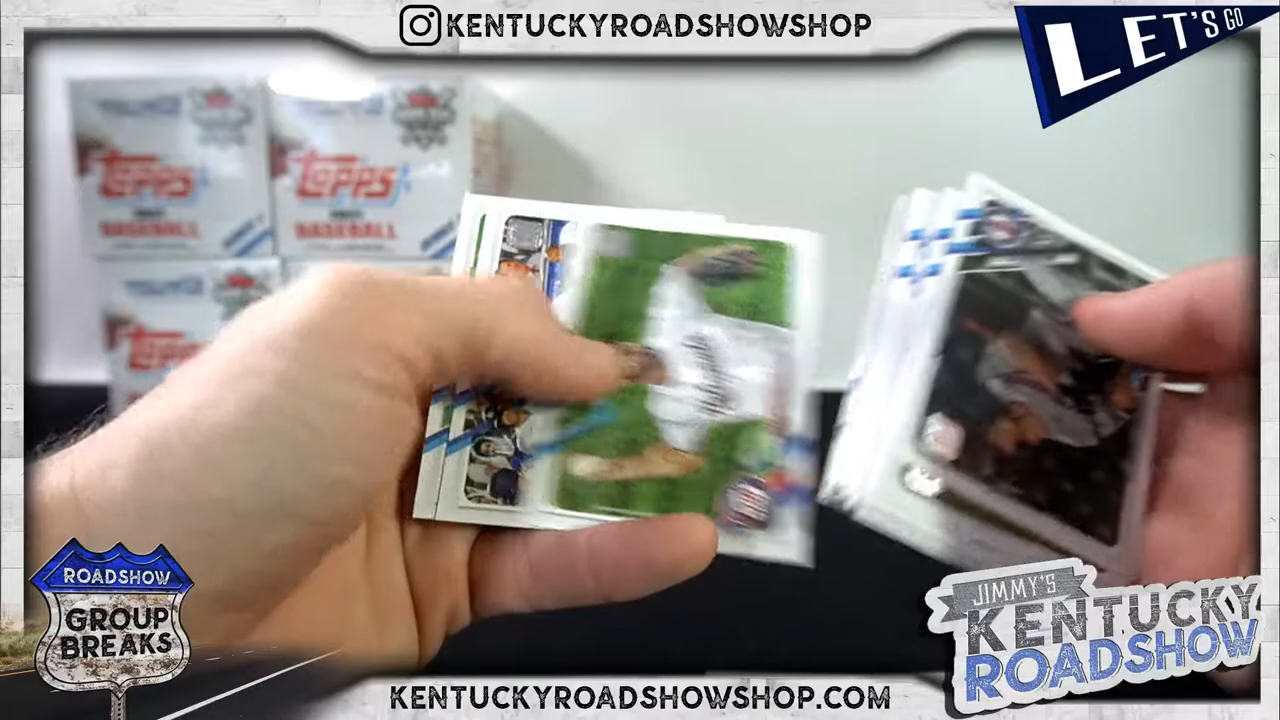 KENTUCKYROADSHOWSHOP
LET'S GO
TOPPS
TOPPS
BASEBALL
BASEBALL
TOPPS
ROADSHOW
GROUP
BREAKS
JIMMY'S
KENTUCKY
ROADSHOW
KENTUCKYROADSHOWSHOP.COM